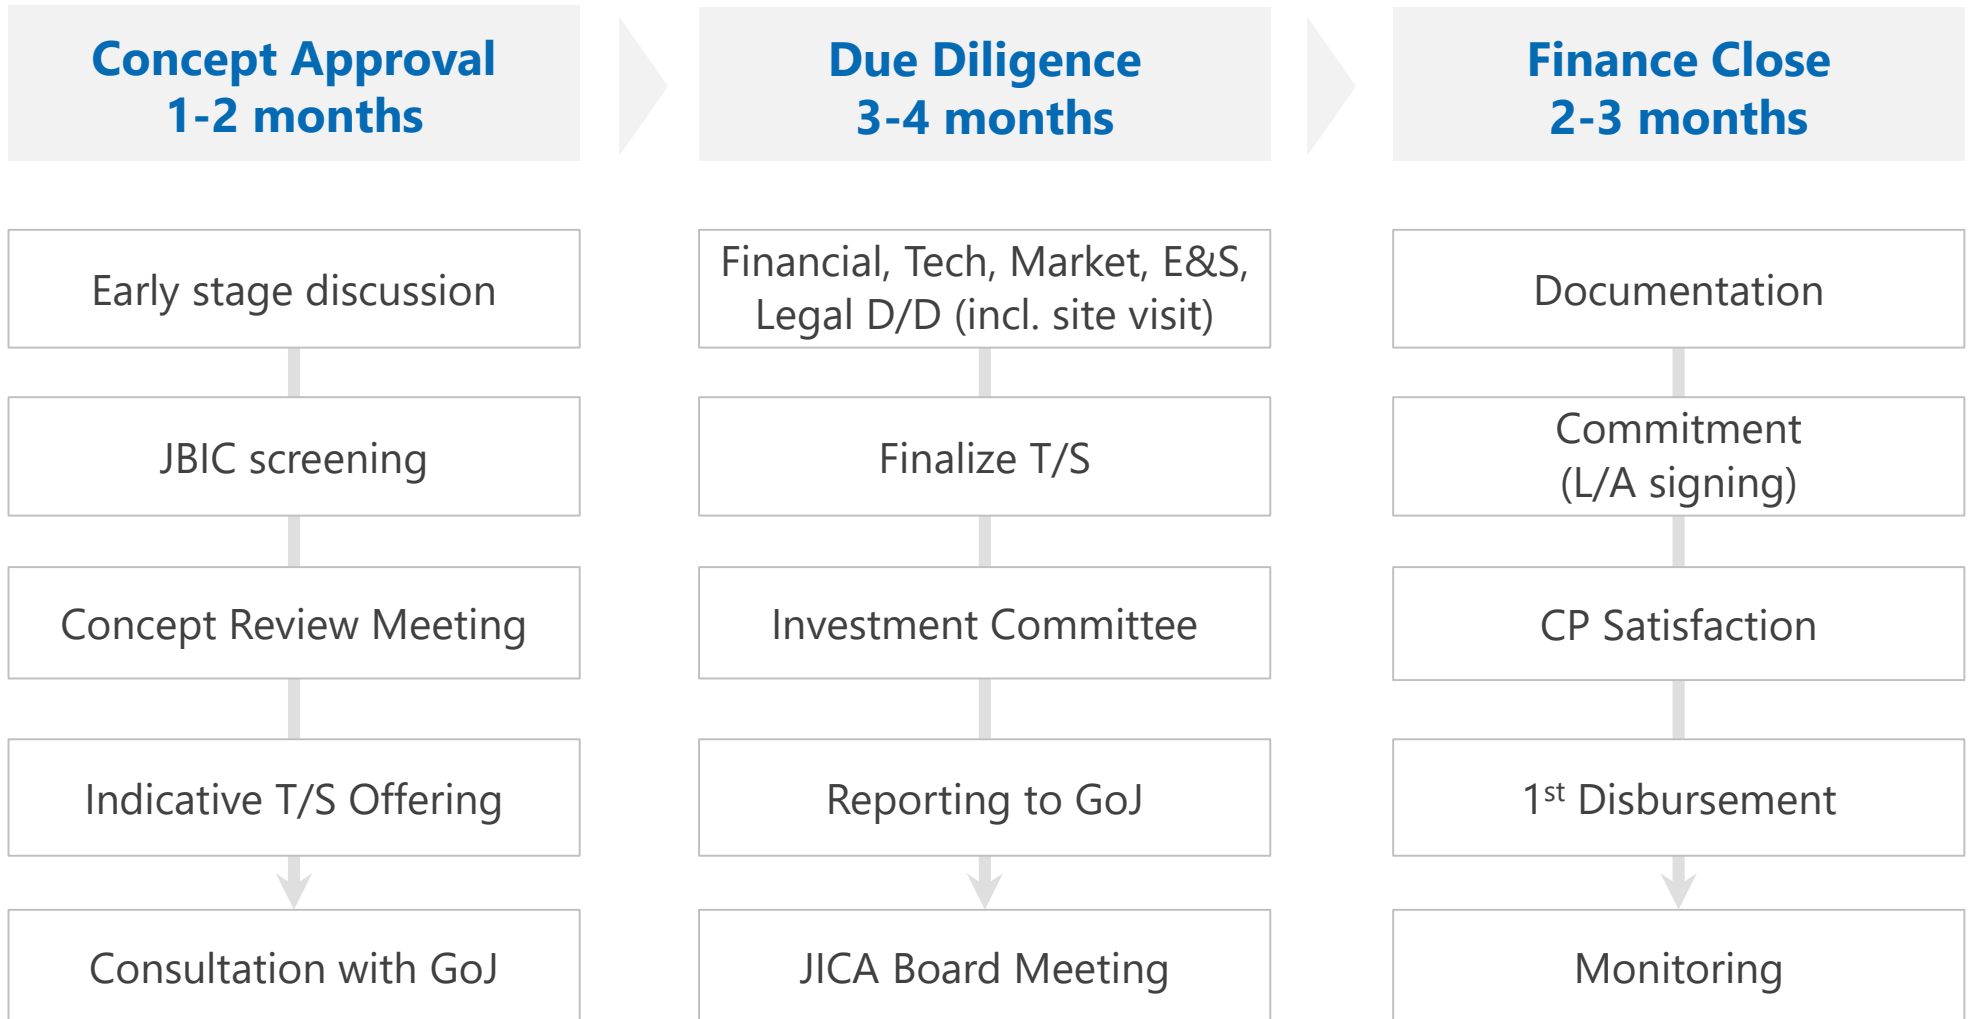 Concept Approval
1-2 months
Early stage discussion
JBIC screening
Concept Review Meeting
Indicative T/S Offering
Consultation with GoJ
Due Diligence
3-4 months
Financial, Tech, Market, E&S,
Legal D/D (incl. site visit)
Finalize T/S
Investment Committee
Reporting to GoJ
JICA Board Meeting
Finance Close
2-3 months
Documentation
Commitment
(L/A signing)
CP Satisfaction
1st Disbursement
Monitoring